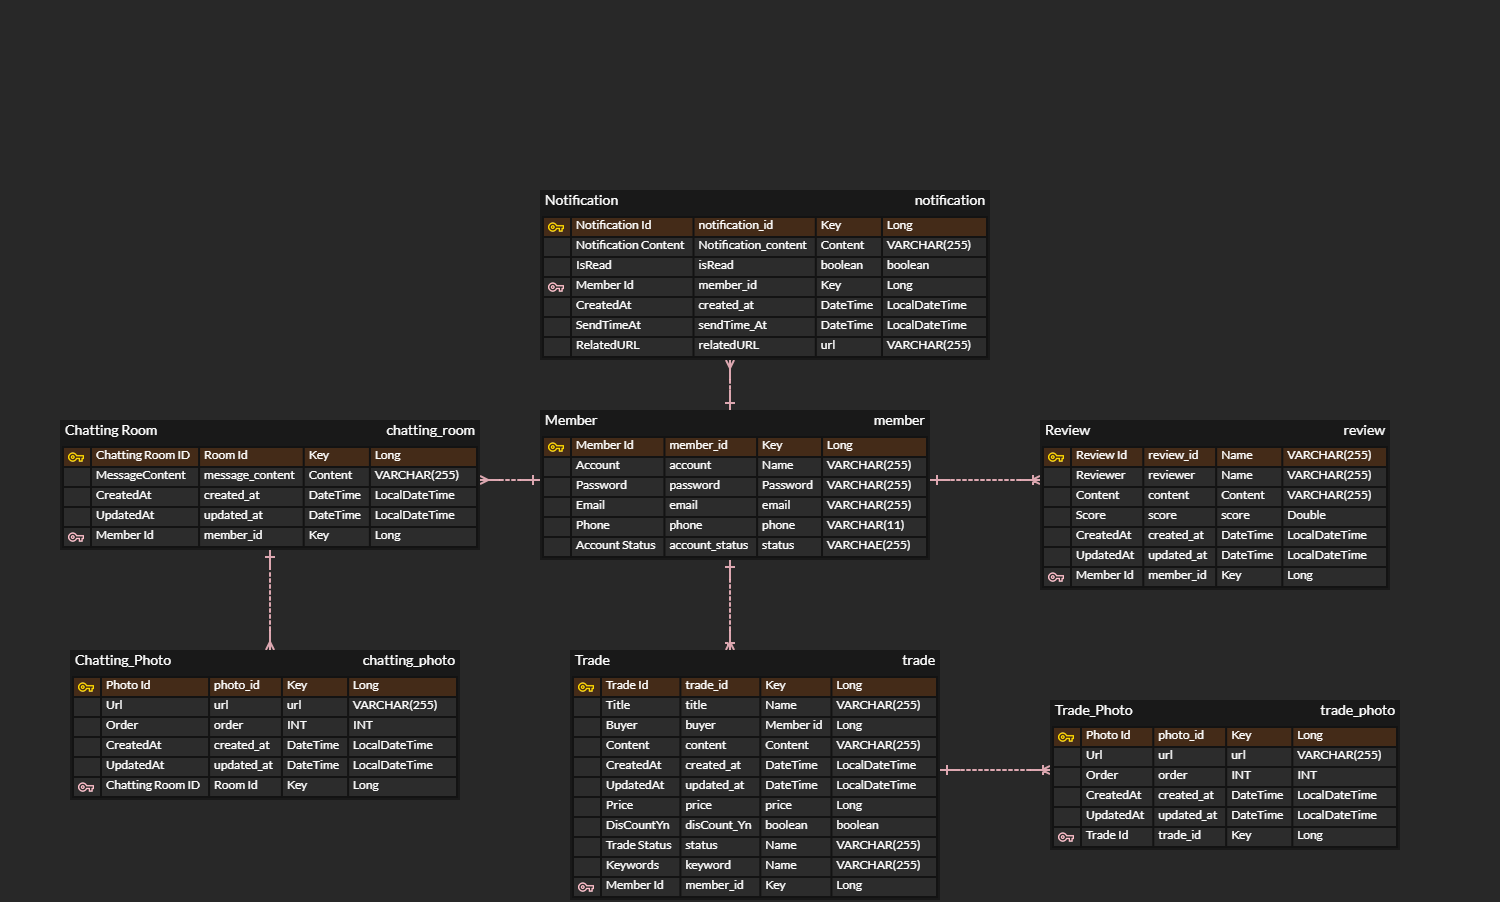 Notification notification
Notification Id notification_id Key Long
Notification Content Notification_content Content VARCHAR(255)
IsRead isRead boolean boolean
Member Id member_id Key Long
CreatedAt created_at DateTime LocalDateTime
SendTimeAt sendTime_At DateTime LocalDateTime
RelatedURL relatedURL url VARCHAR(255)
Chatting Room chatting_room
Chatting Room ID Room Id Key Long
MessageContent message_content Content VARCHAR(255)
CreatedAt created_at DateTime LocalDateTime
UpdatedAt updated_at DateTime LocalDateTime
Member Id member_id Key Long
Member member
Member Id member_id Key Long
Account account Name VARCHAR(255)
Password password Password VARCHAR(255)
Email email email VARCHAR(255)
Phone phone phone VARCHAR(11)
Account Status account_status status VARCHAE(255)
Review review
Review Id review_id Name VARCHAR(255)
Reviewer reviewer Name VARCHAR(255)
Content content Content VARCHAR(255)
Score score score Double
CreatedAt created_at DateTime LocalDateTime
UpdatedAt updated_at DateTime LocalDateTime
Member Id member_id Key Long
Chatting_Photo chatting_photo
Photo Id photo_id Key Long
Url url url VARCHAR(255)
Order order INT INT
CreatedAt created_at DateTime LocalDateTime
UpdatedAt updated_at DateTime LocalDateTime
Chatting Room ID Room Id Key Long
Trade trade
Trade Id trade_id Key Long
Title title Name VARCHAR(255)
Buyer buyer Member id Long
Content content Content VARCHAR(255)
CreatedAt created_at DateTime LocalDateTime
UpdatedAt updated_at DateTime LocalDateTime
Price price price Long
DisCountYn disCount_Yn boolean boolean
Trade Status status Name VARCHAR(255)
Keywords keyword Name VARCHAR(255)
Member Id member_id Key Long
Trade_Photo trade_photo
Photo Id photo_id Key Long
Url url url VARCHAR(255)
Order order INT INT
CreatedAt created_at DateTime LocalDateTime
UpdatedAt updated_at DateTime LocalDateTime
Trade Id trade_id Key Long